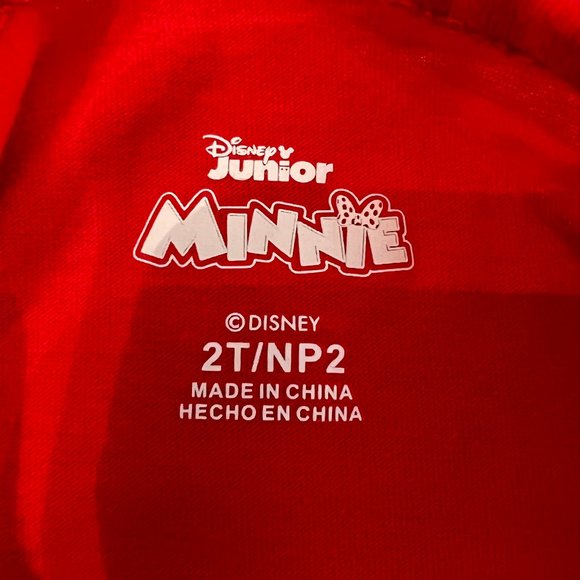 Disney
Junior
MINNIE
©DISNEY
2T/NP2
MADE IN CHINA
HECHO EN CHINA